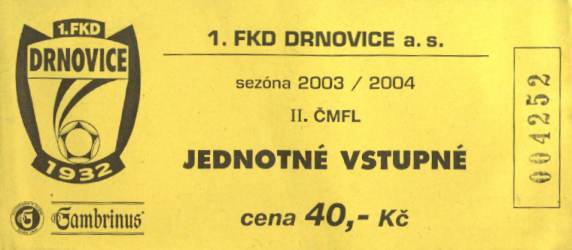 1.FKD
DRNOVICE
1932
Gambrinus
1. FKD DRNOVICE a. s.
sezóna 2003 / 2004
II. ČMFL
JEDNOTNÉ VSTUPNÉ
cena 40,- Kč
004252